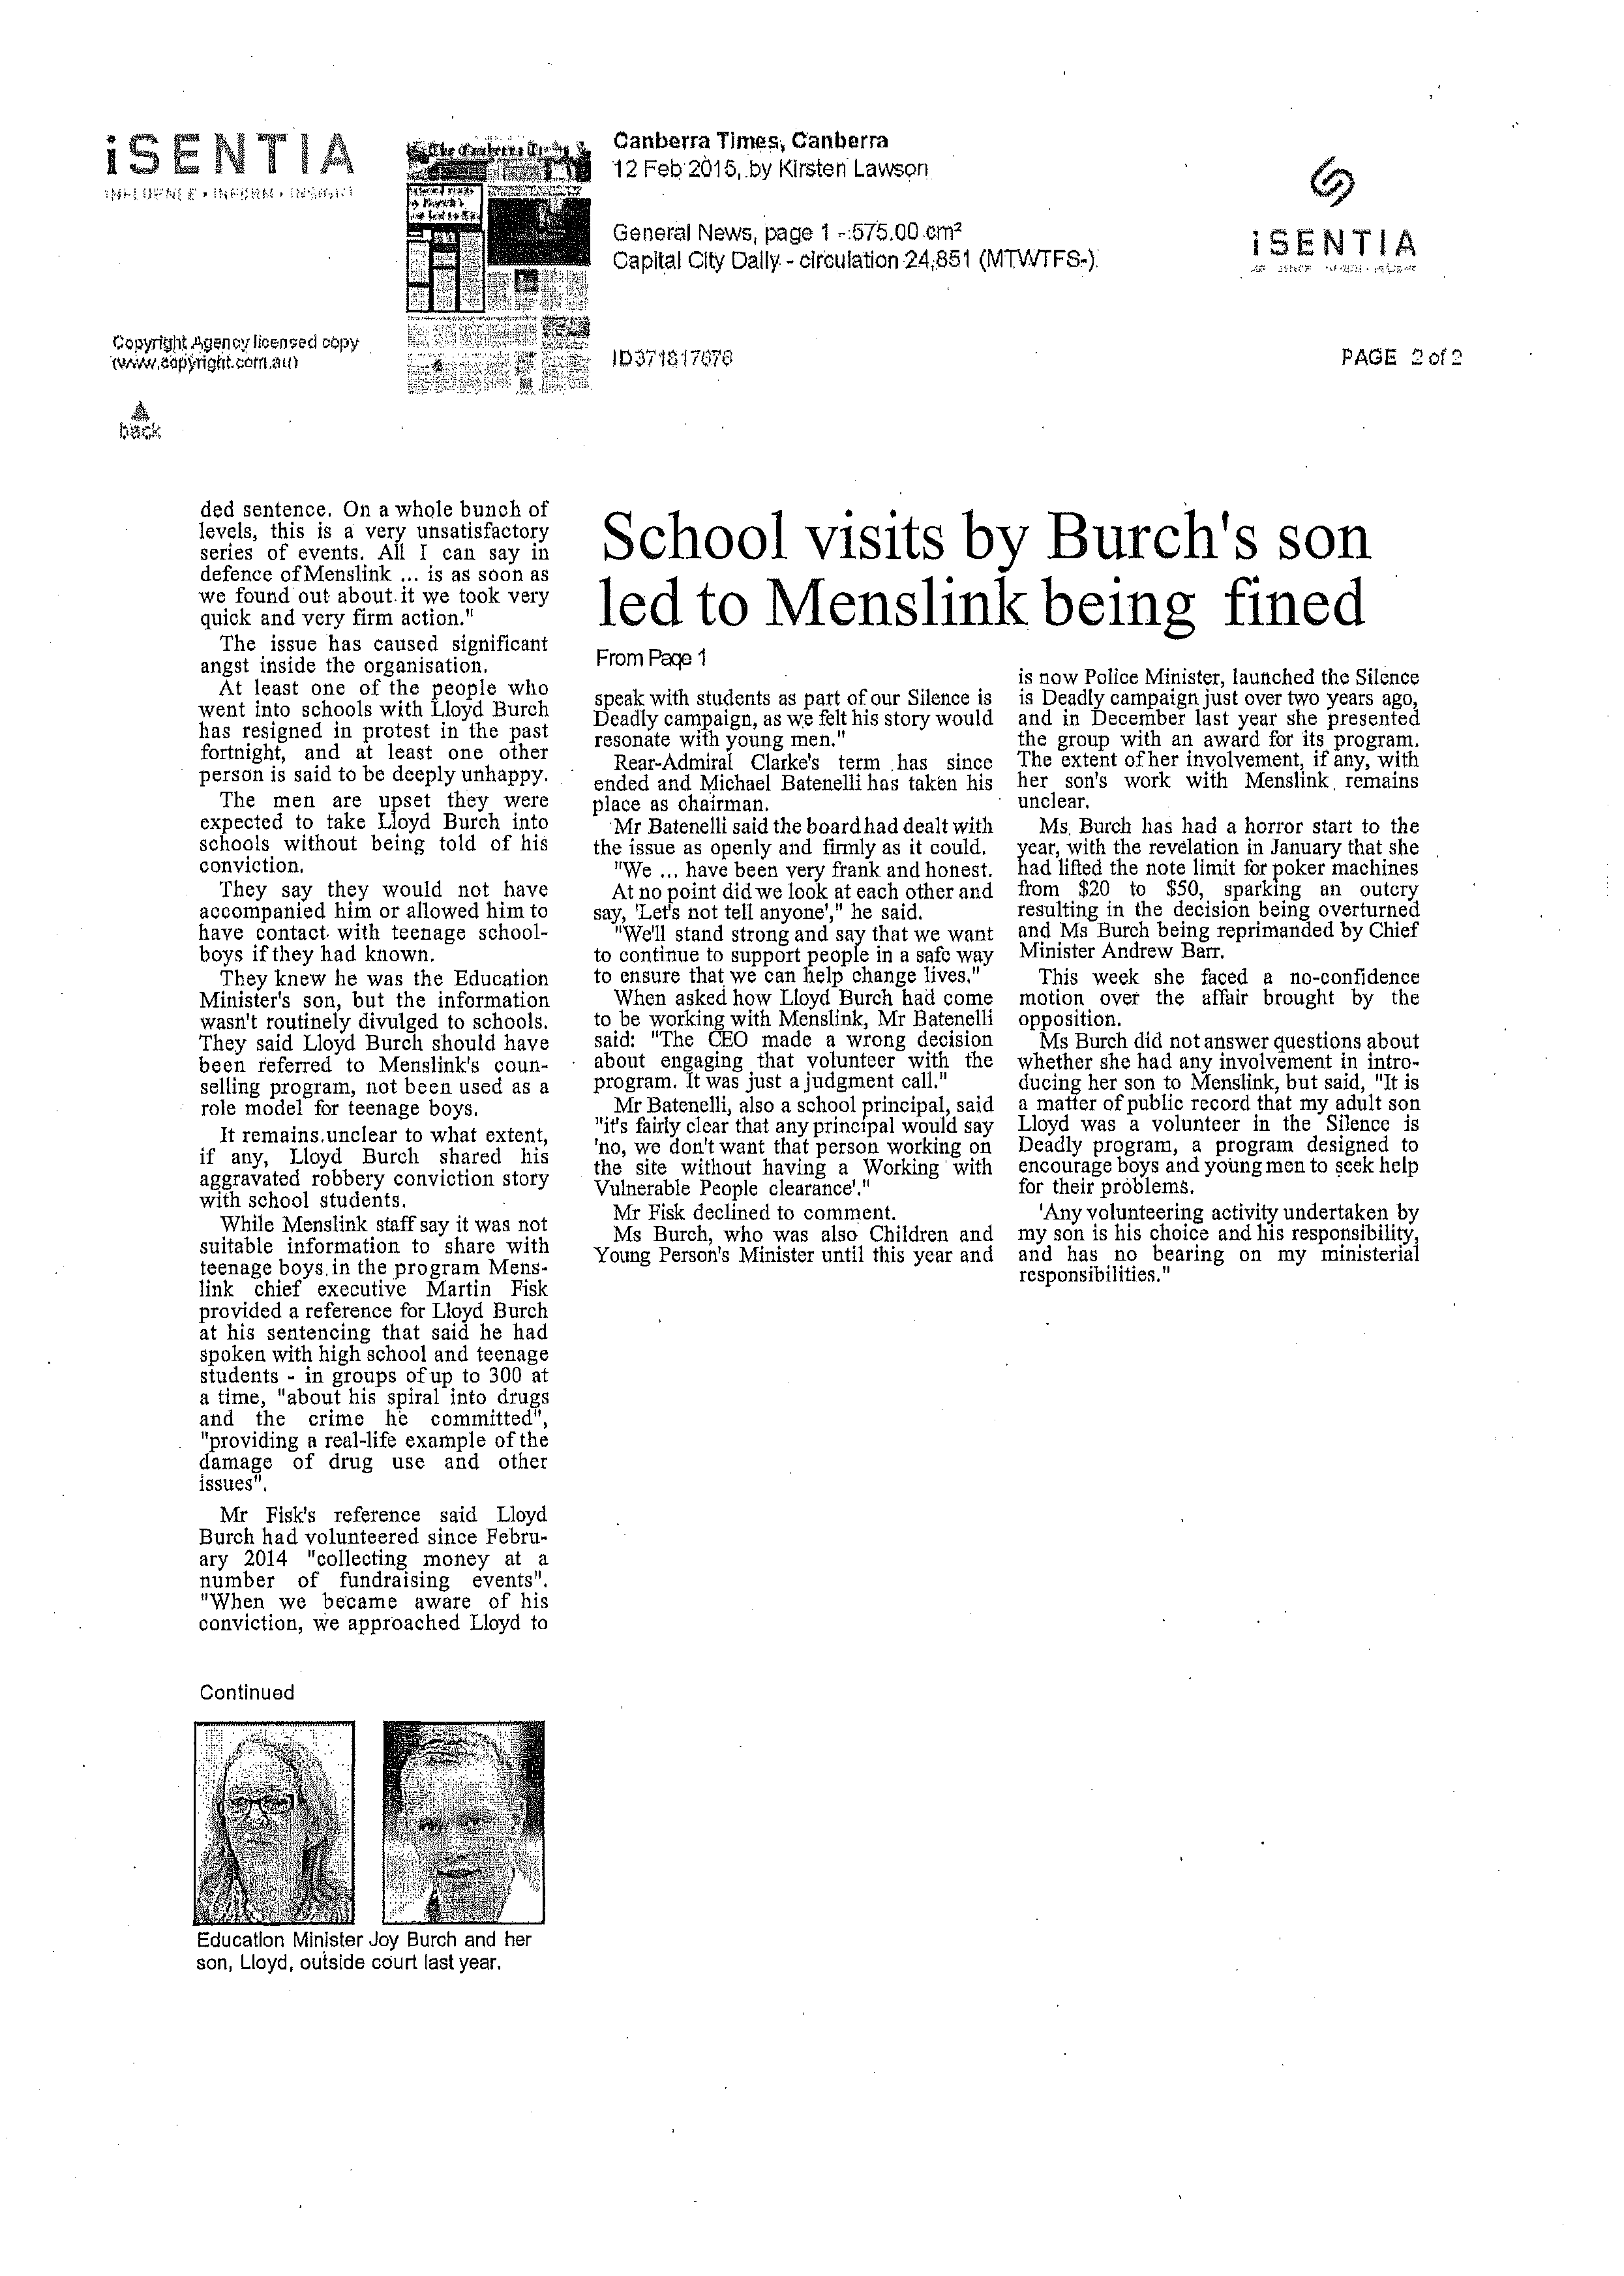 iSENTIA
INFLUENCE • INFORM • INSIGHT
Canberra Times, Canberra
12 Feb 2015, by Kirsten Lawson
General News, page 1 - 575.00 cm²
Capital City Daily - circulation 24,851 (MTWTFS-)
iSENTIA
Copyright Agency licensed copy
(www.copyright.com.au)
ID 371817678
PAGE 2 of 2
back
ded sentence. On a whole bunch of
levels, this is a very unsatisfactory
series of events. All I can say in
defence of Menslink ... is as soon as
we found out about it we took very
quick and very firm action."
The issue has caused significant
angst inside the organisation.
At least one of the people who
went into schools with Lloyd Burch
has resigned in protest in the past
fortnight, and at least one other
person is said to be deeply unhappy.
The men are upset they were
expected to take Lloyd Burch into
schools without being told of his
conviction.
They say they would not have
accompanied him or allowed him to
have contact with teenage school-
boys if they had known.
They knew he was the Education
Minister's son, but the information
wasn't routinely divulged to schools.
They said Lloyd Burch should have
been referred to Menslink's coun-
selling program, not been used as a
role model for teenage boys.
It remains unclear to what extent,
if any, Lloyd Burch shared his
aggravated robbery conviction story
with school students.
While Menslink staff say it was not
suitable information to share with
teenage boys in the program Mens-
link chief executive Martin Fisk
provided a reference for Lloyd Burch
at his sentencing that said he had
spoken with high school and teenage
students - in groups of up to 300 at
a time, "about his spiral into drugs
and the crime he committed",
"providing a real-life example of the
damage of drug use and other
issues".
Mr Fisk's reference said Lloyd
Burch had volunteered since Febru-
ary 2014 "collecting money at a
number of fundraising events".
"When we became aware of his
conviction, we approached Lloyd to
Continued
Education Minister Joy Burch and her
son, Lloyd, outside court last year.
School visits by Burch's son
led to Menslink being fined
From Page 1
speak with students as part of our Silence is
Deadly campaign, as we felt his story would
resonate with young men."
Rear-Admiral Clarke's term has since
ended and Michael Batenelli has taken his
place as chairman.
Mr Batenelli said the board had dealt with
the issue as openly and firmly as it could.
"We ... have been very frank and honest.
At no point did we look at each other and
say, 'Let's not tell anyone'," he said.
"We'll stand strong and say that we want
to continue to support people in a safe way
to ensure that we can help change lives."
When asked how Lloyd Burch had come
to be working with Menslink, Mr Batenelli
said: "The CEO made a wrong decision
about engaging that volunteer with the
program. It was just a judgment call."
Mr Batenelli, also a school principal, said
"it's fairly clear that any principal would say
'no, we don't want that person working on
the site without having a Working with
Vulnerable People clearance'."
Mr Fisk declined to comment.
Ms Burch, who was also Children and
Young Person's Minister until this year and
is now Police Minister, launched the Silence
is Deadly campaign just over two years ago,
and in December last year she presented
the group with an award for its program.
The extent of her involvement, if any, with
her son's work with Menslink remains
unclear.
Ms Burch has had a horror start to the
year, with the revelation in January that she
had lifted the note limit for poker machines
from $20 to $50, sparking an outcry
resulting in the decision being overturned
and Ms Burch being reprimanded by Chief
Minister Andrew Barr.
This week she faced a no-confidence
motion over the affair brought by the
opposition.
Ms Burch did not answer questions about
whether she had any involvement in intro-
ducing her son to Menslink, but said, "It is
a matter of public record that my adult son
Lloyd was a volunteer in the Silence is
Deadly program, a program designed to
encourage boys and young men to seek help
for their problems.
'Any volunteering activity undertaken by
my son is his choice and his responsibility,
and has no bearing on my ministerial
responsibilities."